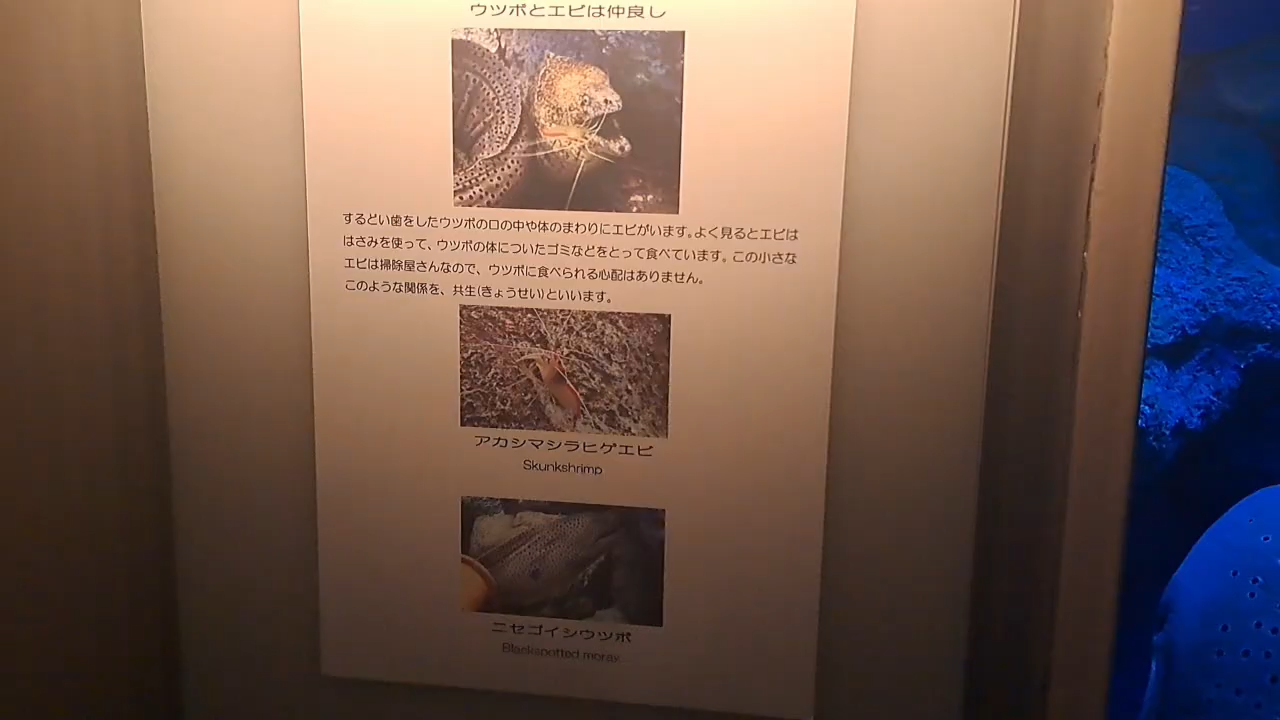 ウツボとエビは仲良し
するどい歯をしたウツボの口の中や体のまわりにエビがいます。よく見るとエビは
はさみを使って、ウツボの体についたゴミなどをとって食べています。この小さな
エビは掃除屋さんなので、ウツボに食べられる心配はありません。
このような関係を、共生(きょうせい)といいます。
アカシマシラヒゲエビ
Skunkshrimp
ニセゴイシウツボ
Blackspotted moray